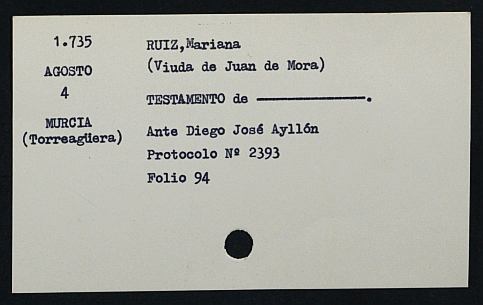 1.735
AGOSTO
4
MURCIA
(Torreagüera)
RUIZ,Mariana
(Viuda de Juan de Mora)
TESTAMENTO de ————————.
Ante Diego José Ayllón
Protocolo Nº 2393
Folio 94